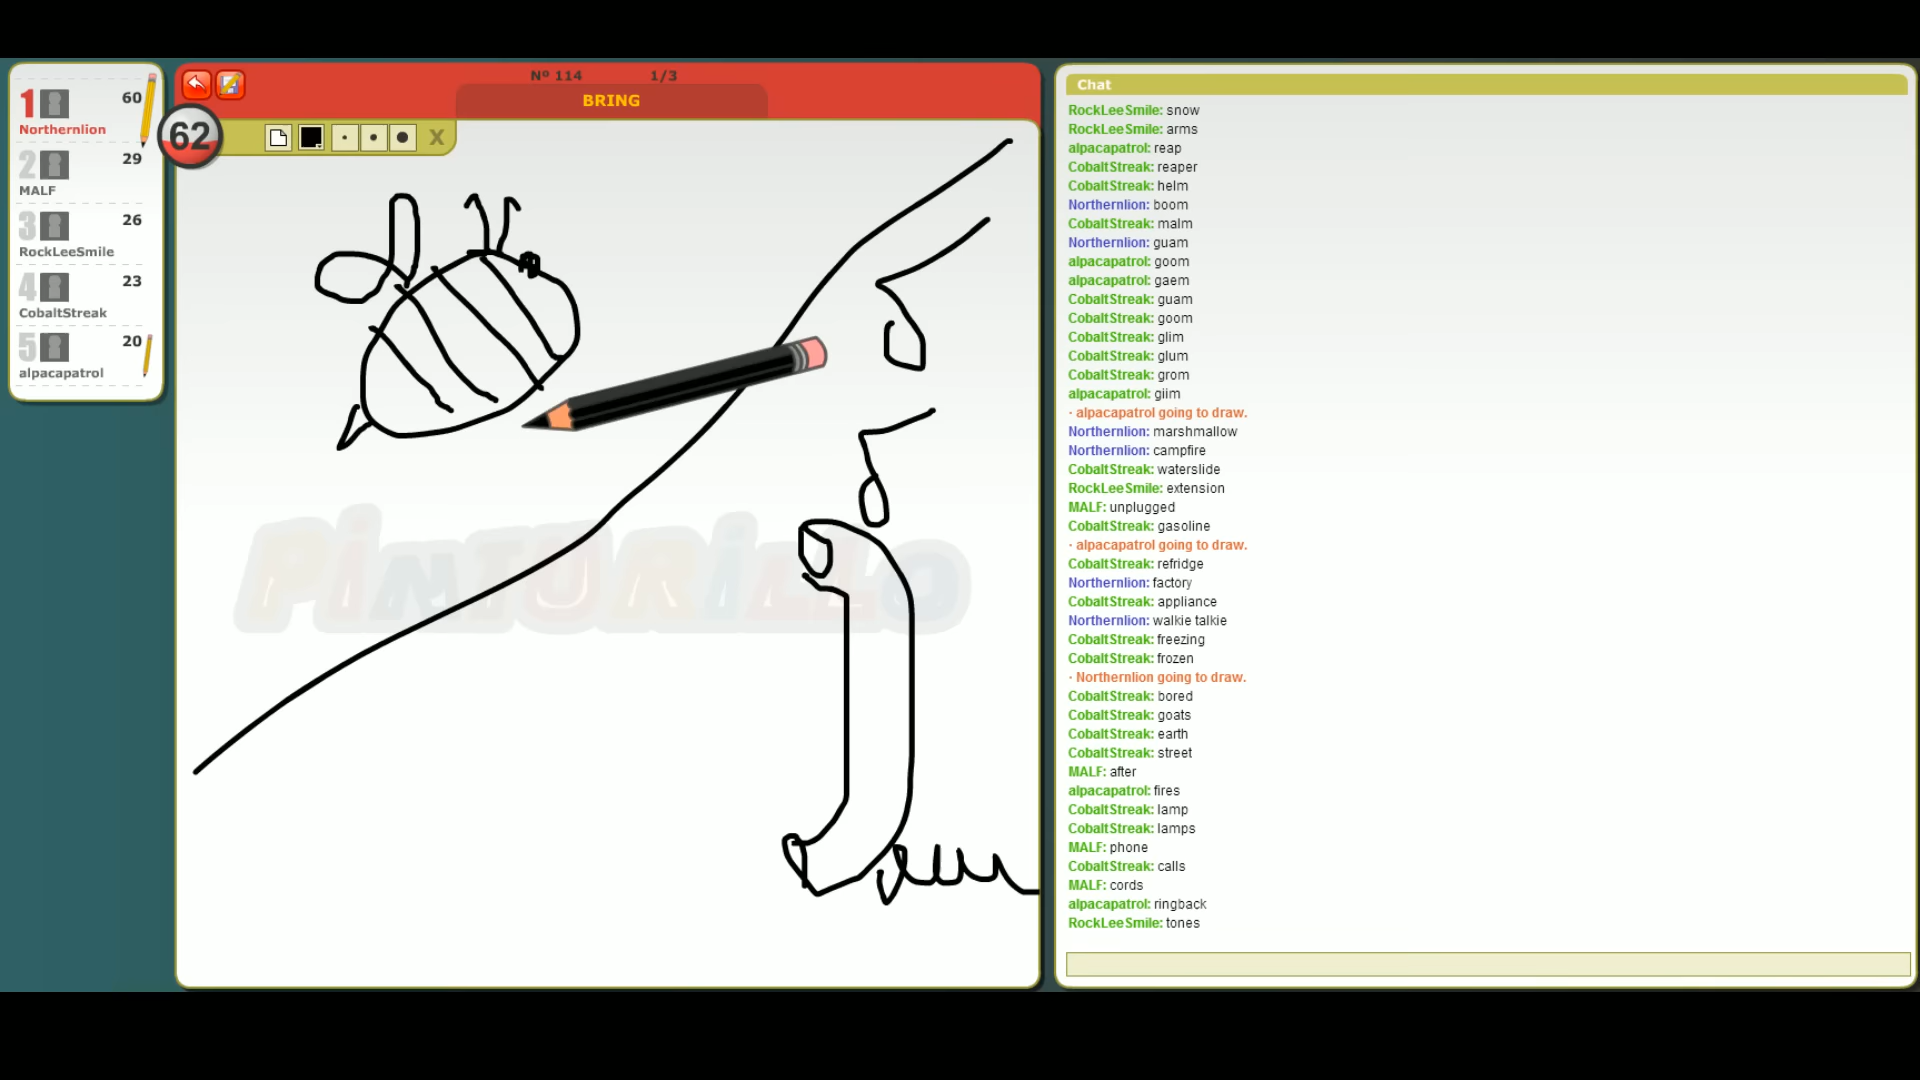 Nº 114 1/3
BRING
62
1 60
Northernlion
2 29
MALF
3 26
RockLeeSmile
4 23
CobaltStreak
5 20
alpacapatrol
X
PINTURILLO
Chat
RockLeeSmile: snow
RockLeeSmile: arms
alpacapatrol: reap
CobaltStreak: reaper
CobaltStreak: helm
Northernlion: boom
CobaltStreak: malm
Northernlion: guam
alpacapatrol: goom
alpacapatrol: gaem
CobaltStreak: guam
CobaltStreak: goom
CobaltStreak: glim
CobaltStreak: glum
CobaltStreak: grom
alpacapatrol: giim
· alpacapatrol going to draw.
Northernlion: marshmallow
Northernlion: campfire
CobaltStreak: waterslide
RockLeeSmile: extension
MALF: unplugged
CobaltStreak: gasoline
· alpacapatrol going to draw.
CobaltStreak: refridge
Northernlion: factory
CobaltStreak: appliance
Northernlion: walkie talkie
CobaltStreak: freezing
CobaltStreak: frozen
· Northernlion going to draw.
CobaltStreak: bored
CobaltStreak: goats
CobaltStreak: earth
CobaltStreak: street
MALF: after
alpacapatrol: fires
CobaltStreak: lamp
CobaltStreak: lamps
MALF: phone
CobaltStreak: calls
MALF: cords
alpacapatrol: ringback
RockLeeSmile: tones